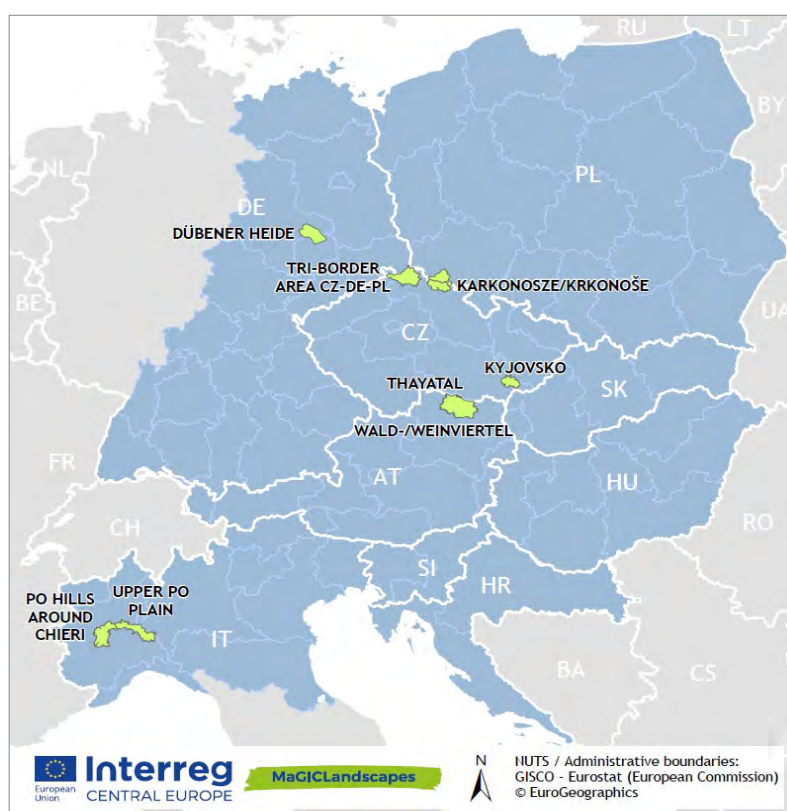 RU
LT
BY
NL
PL
DE
DÜBENER HEIDE
TRI-BORDER
AREA CZ-DE-PL
KARKONOSZE/KRKONOŠE
BE
UA
CZ
KYJOVSKO
THAYATAL
SK
WALD-/WEINVIERTEL
FR
AT
HU
CH
RO
SI
HR
UPPER PO
PLAIN
PO HILLS
AROUND
CHIERI
IT
BA
CS
European
Union
Interreg
CENTRAL EUROPE
MaGICLandscapes
N
NUTS / Administrative boundaries:
GISCO - Eurostat (European Commission)
© EuroGeographics